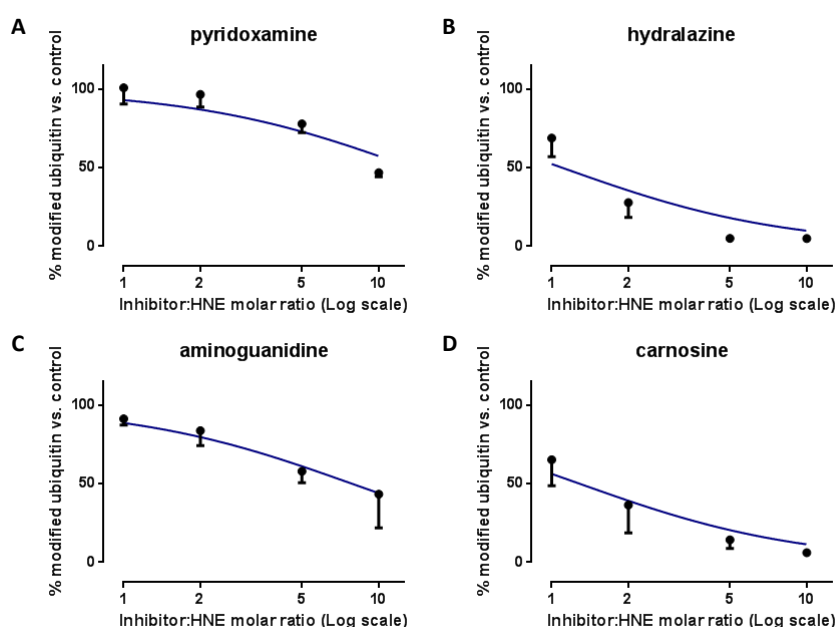 A
pyridoxamine
% modified ubiquitin vs. control
100
50
0
1 2 5 10
Inhibitor:HNE molar ratio (Log scale)
B
hydralazine
% modified ubiquitin vs. control
100
50
0
1 2 5 10
Inhibitor:HNE molar ratio (Log scale)
C
aminoguanidine
% modified ubiquitin vs. control
100
50
0
1 2 5 10
Inhibitor:HNE molar ratio (Log scale)
D
carnosine
% modified ubiquitin vs. control
100
50
0
1 2 5 10
Inhibitor:HNE molar ratio (Log scale)